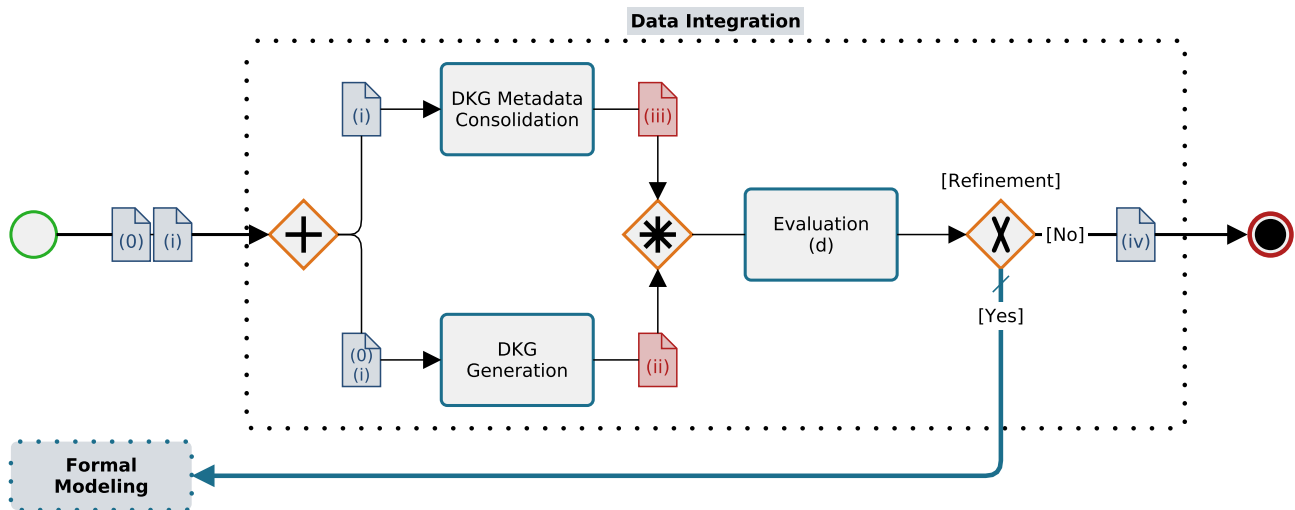 Data Integration
(i)
DKG Metadata
Consolidation
(iii)
[Refinement]
(0)
(i)
Evaluation
(d)
[No]
(iv)
[Yes]
(0)
(i)
DKG
Generation
(ii)
Formal
Modeling